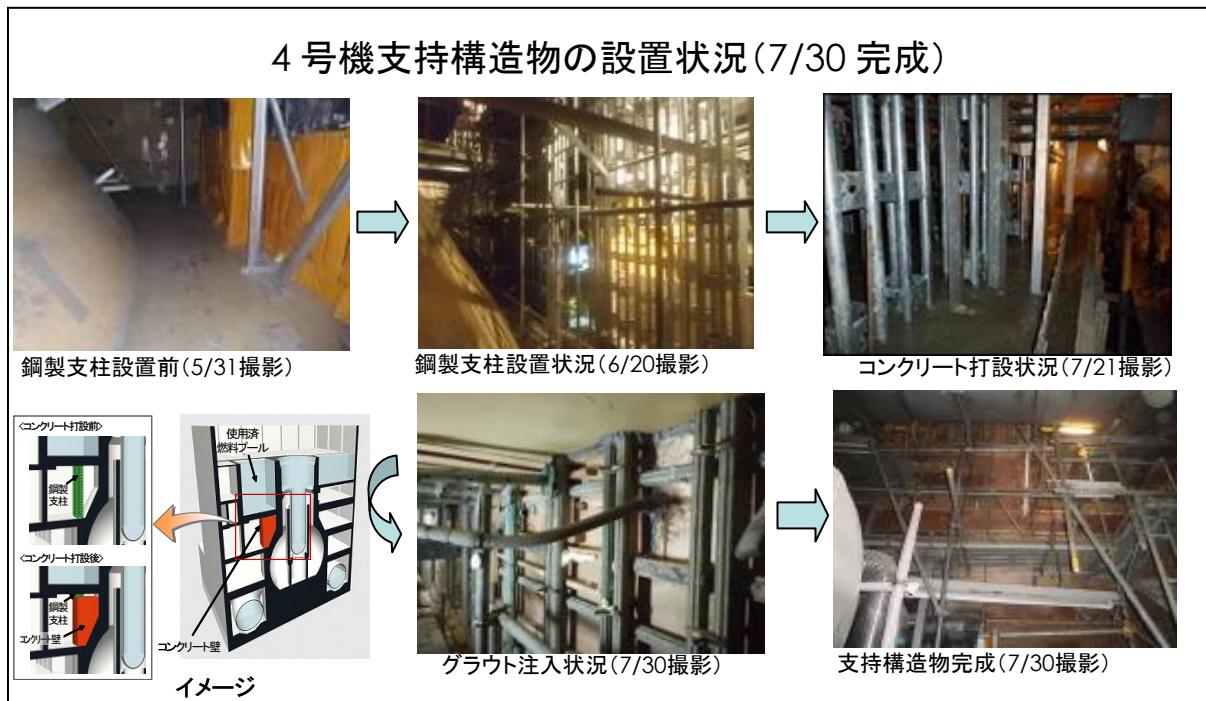 4号機支持構造物の設置状況(7/30 完成)
鋼製支柱設置前(5/31撮影)
鋼製支柱設置状況(6/20撮影)
コンクリート打設状況(7/21撮影)
<コンクリート打設前>
鋼製
支柱
<コンクリート打設後>
鋼製
支柱
コンクリート壁
使用済
燃料プール
コンクリート壁
イメージ
グラウト注入状況(7/30撮影)
支持構造物完成(7/30撮影)